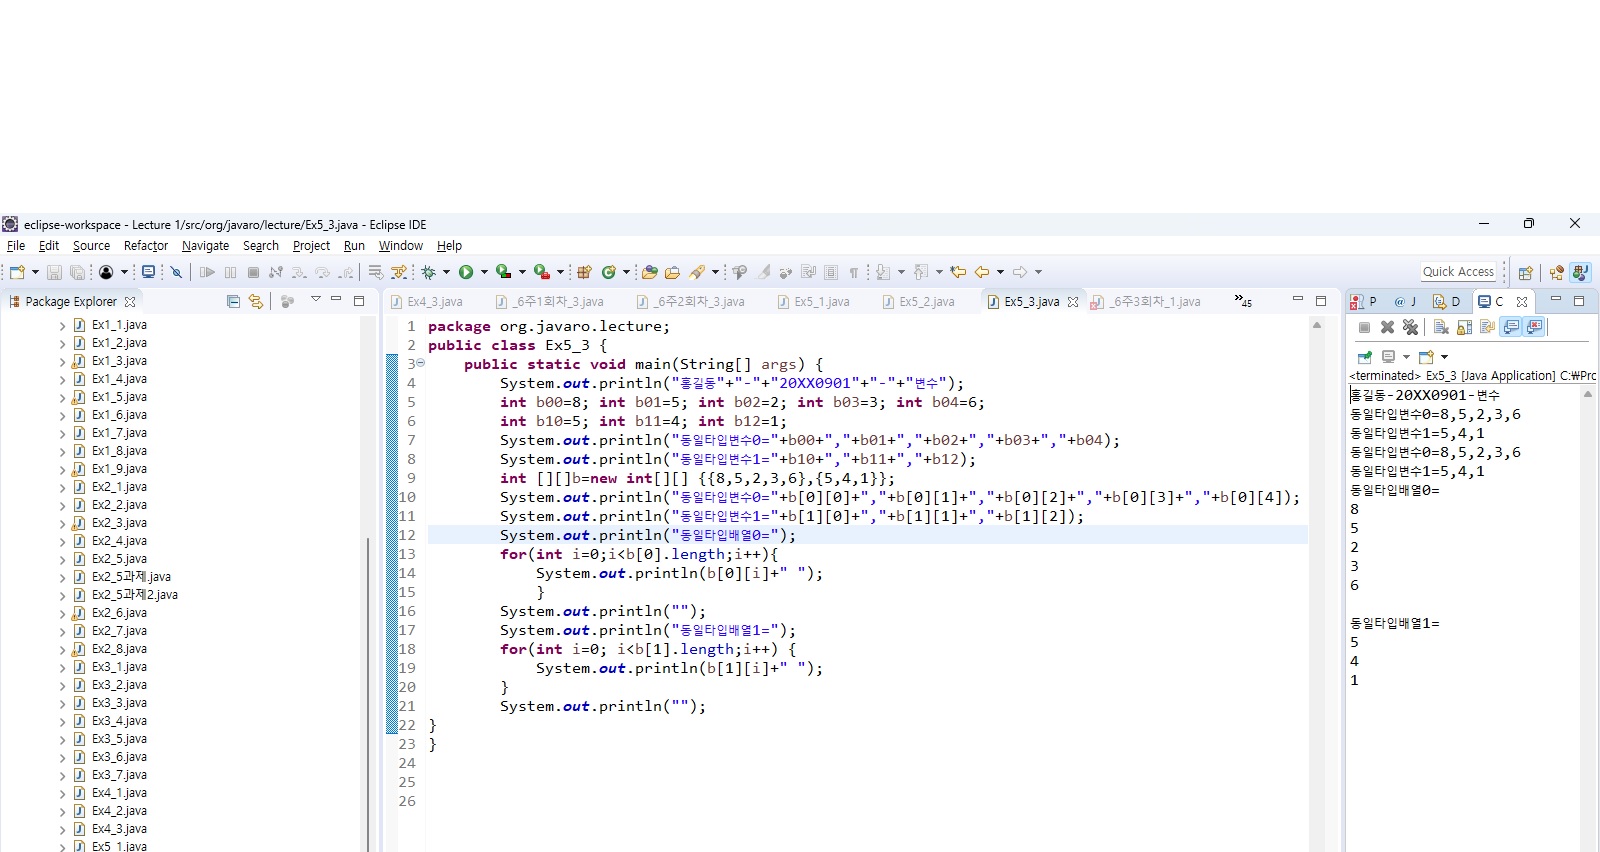 eclipse-workspace - Lecture 1/src/org/javaro/lecture/Ex5_3.java - Eclipse IDE
File Edit Source Refactor Navigate Search Project Run Window Help
Quick Access
Package Explorer
Ex1_1.java
Ex1_2.java
Ex1_3.java
Ex1_4.java
Ex1_5.java
Ex1_6.java
Ex1_7.java
Ex1_8.java
Ex1_9.java
Ex2_1.java
Ex2_2.java
Ex2_3.java
Ex2_4.java
Ex2_5.java
Ex2_5과제.java
Ex2_5과제2.java
Ex2_6.java
Ex2_7.java
Ex2_8.java
Ex3_1.java
Ex3_2.java
Ex3_3.java
Ex3_4.java
Ex3_5.java
Ex3_6.java
Ex3_7.java
Ex4_1.java
Ex4_2.java
Ex4_3.java
Ex5_1.java
Ex4_3.java _6주1회차_3.java _6주2회차_3.java Ex5_1.java Ex5_2.java Ex5_3.java _6주3회차_1.java »45
1 package org.javaro.lecture;
2 public class Ex5_3 {
3 public static void main(String[] args) {
4 System.out.println("홍길동"+"-"+"20XX0901"+"-"+"변수");
5 int b00=8; int b01=5; int b02=2; int b03=3; int b04=6;
6 int b10=5; int b11=4; int b12=1;
7 System.out.println("동일타입변수0="+b00+","+b01+","+b02+","+b03+","+b04);
8 System.out.println("동일타입변수1="+b10+","+b11+","+b12);
9 int [][]b=new int[][] {{8,5,2,3,6},{5,4,1}};
10 System.out.println("동일타입변수0="+b[0][0]+","+b[0][1]+","+b[0][2]+","+b[0][3]+","+b[0][4]);
11 System.out.println("동일타입변수1="+b[1][0]+","+b[1][1]+","+b[1][2]);
12 System.out.println("동일타입배열0=");
13 for(int i=0;i<b[0].length;i++){
14 System.out.println(b[0][i]+" ");
15 }
16 System.out.println("");
17 System.out.println("동일타입배열1=");
18 for(int i=0; i<b[1].length;i++) {
19 System.out.println(b[1][i]+" ");
20 }
21 System.out.println("");
22 }
23 }
24
25
26
P @ J D C
<terminated> Ex5_3 [Java Application] C:₩Prc
홍길동-20XX0901-변수
동일타입변수0=8,5,2,3,6
동일타입변수1=5,4,1
동일타입변수0=8,5,2,3,6
동일타입변수1=5,4,1
동일타입배열0=
8
5
2
3
6
동일타입배열1=
5
4
1